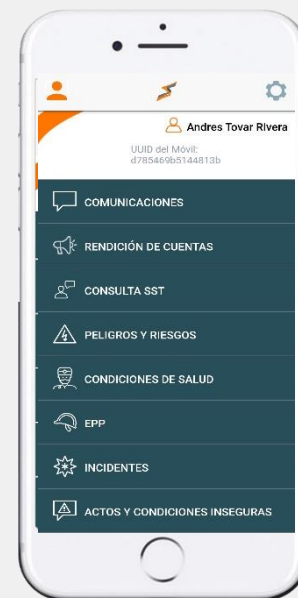 Andres Tovar RIvera
UUID del Móvil:
d785469b5144813b
COMUNICACIONES
RENDICIÓN DE CUENTAS
CONSULTA SST
PELIGROS Y RIESGOS
CONDICIONES DE SALUD
EPP
INCIDENTES
ACTOS Y CONDICIONES INSEGURAS